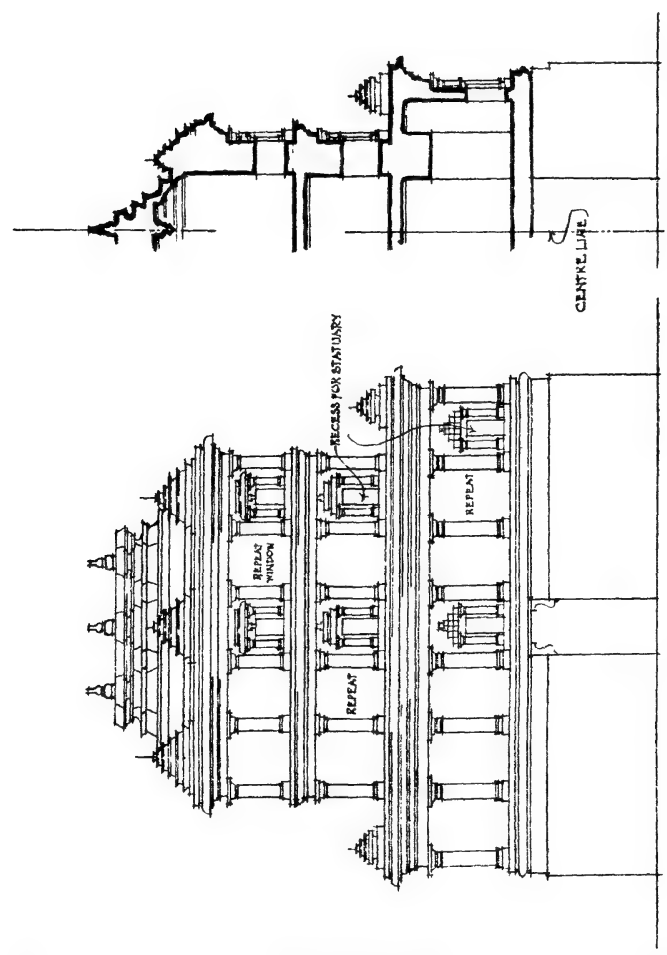 CENTRE LINE
RECESS FOR STATUARY
REPEAT
REPEAT
WINDOW
REPEAT